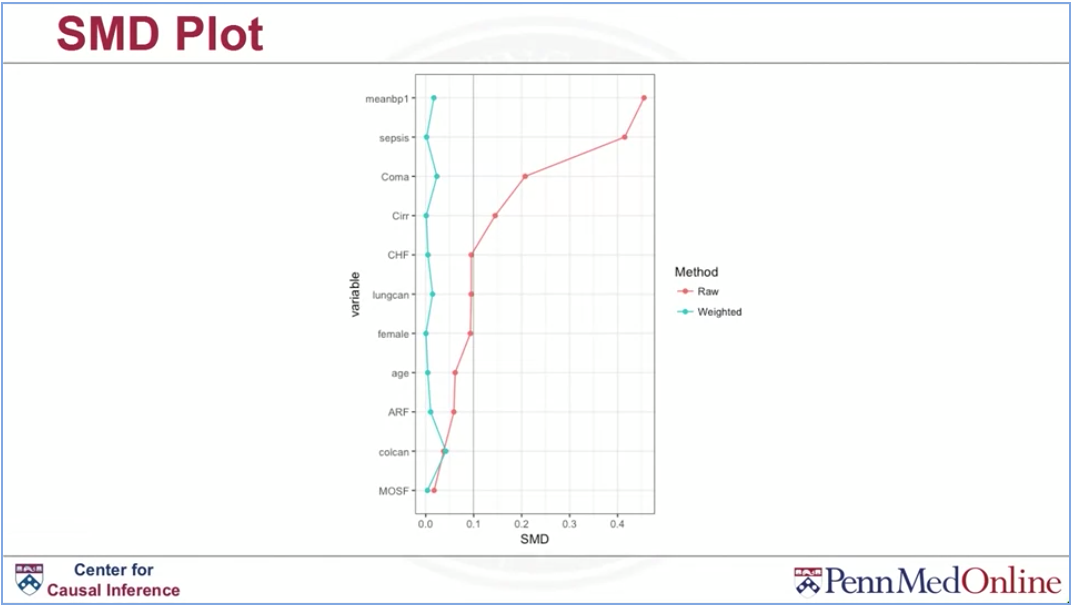 SMD Plot
meanbp1
sepsis
Coma
Cirr
CHF
lungcan
female
age
ARF
colcan
MOSF
variable
0.0 0.1 0.2 0.3 0.4
SMD
Method
Raw
Weighted
Center for
Causal Inference
PennMedOnline